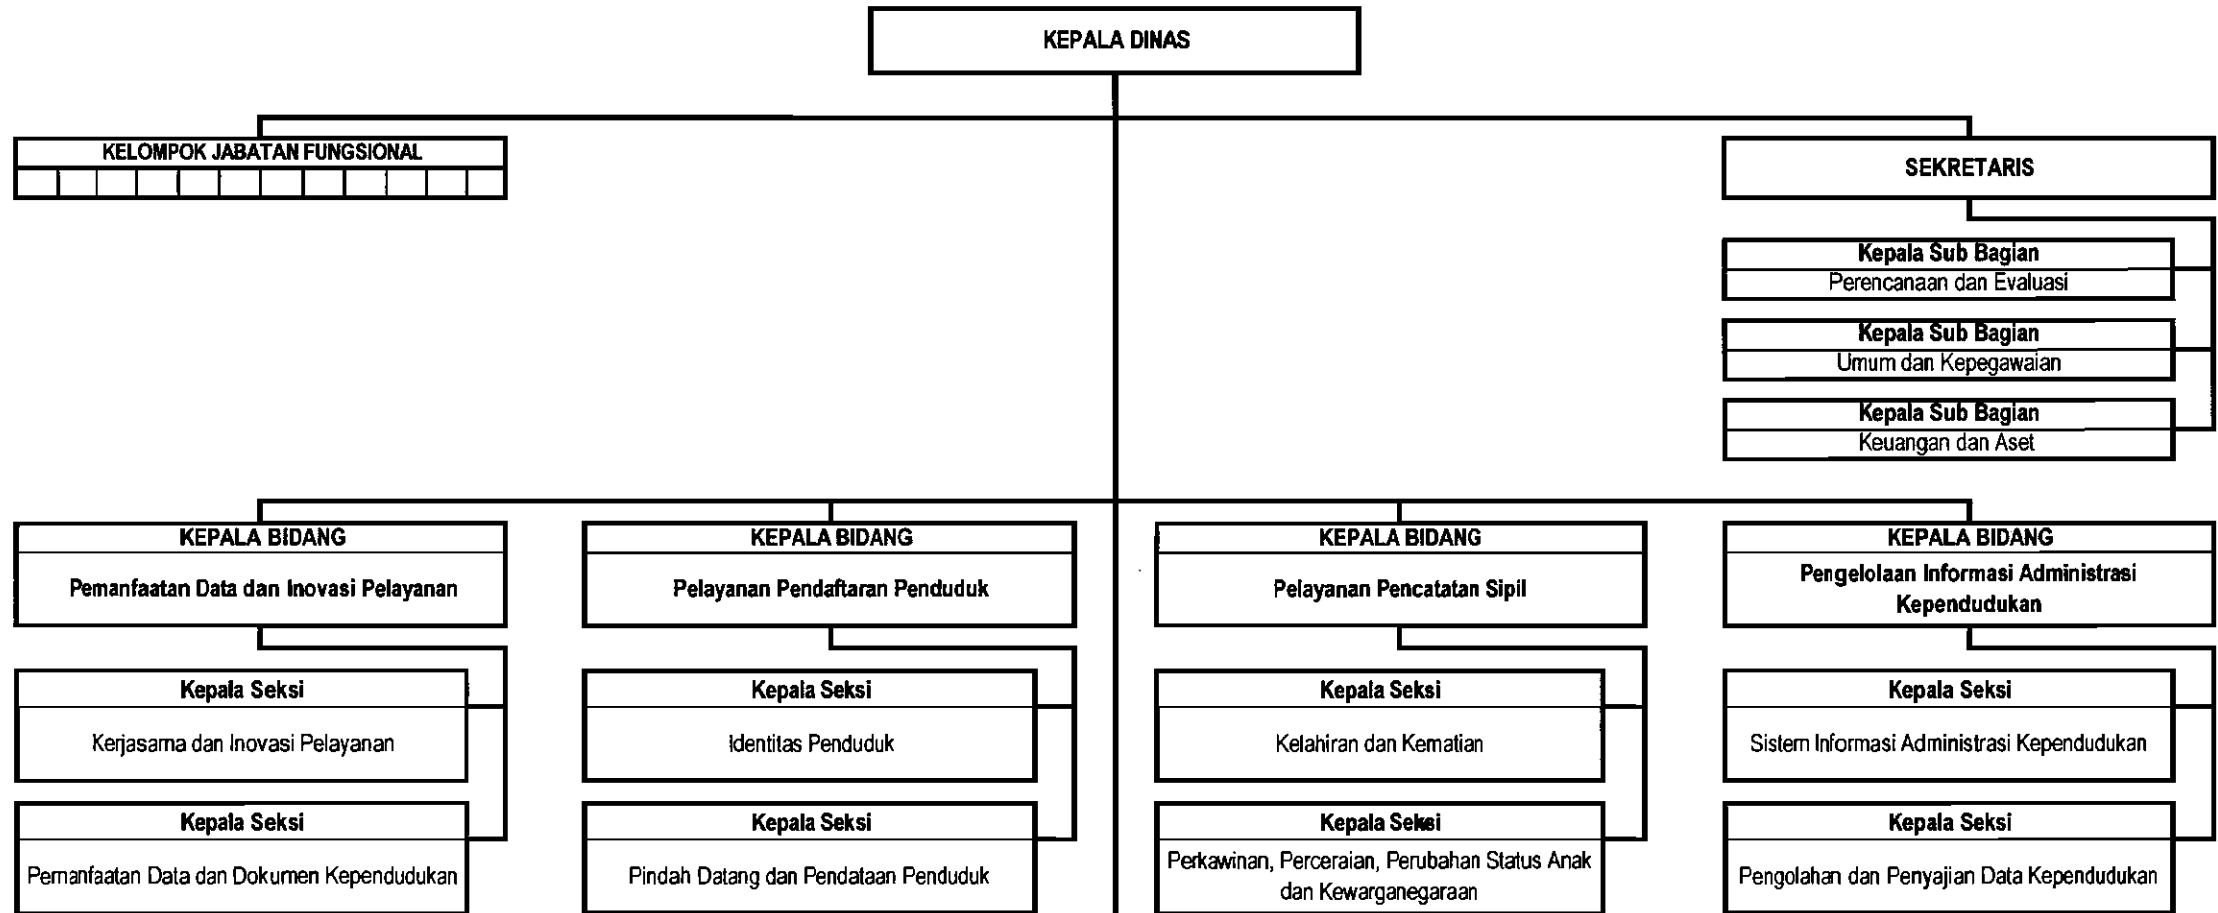 KEPALA DINAS
KELOMPOK JABATAN FUNGSIONAL
SEKRETARIS
Kepala Sub Bagian
Perencanaan dan Evaluasi
Kepala Sub Bagian
Umum dan Kepegawaian
Kepala Sub Bagian
Keuangan dan Aset
KEPALA BIDANG
Pemanfaatan Data dan Inovasi Pelayanan
KEPALA BIDANG
Pelayanan Pendaftaran Penduduk
KEPALA BIDANG
Pelayanan Pencatatan Sipil
KEPALA BIDANG
Pengelolaan Informasi Administrasi
Kependudukan
Kepala Seksi
Kerjasama dan Inovasi Pelayanan
Kepala Seksi
Identitas Penduduk
Kepala Seksi
Kelahiran dan Kematian
Kepala Seksi
Sistem Informasi Administrasi Kependudukan
Kepala Seksi
Pemanfaatan Data dan Dokumen Kependudukan
Kepala Seksi
Pindah Datang dan Pendataan Penduduk
Kepala Seksi
Perkawinan, Perceraian, Perubahan Status Anak
dan Kewarganegaraan
Kepala Seksi
Pengolahan dan Penyajian Data Kependudukan